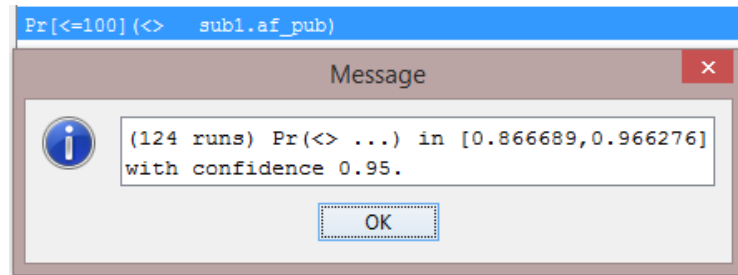 Pr[<=100](<>   sub1.af_pub)
Message
×
(124 runs) Pr(<> ...) in [0.866689,0.966276]
with confidence 0.95.
OK